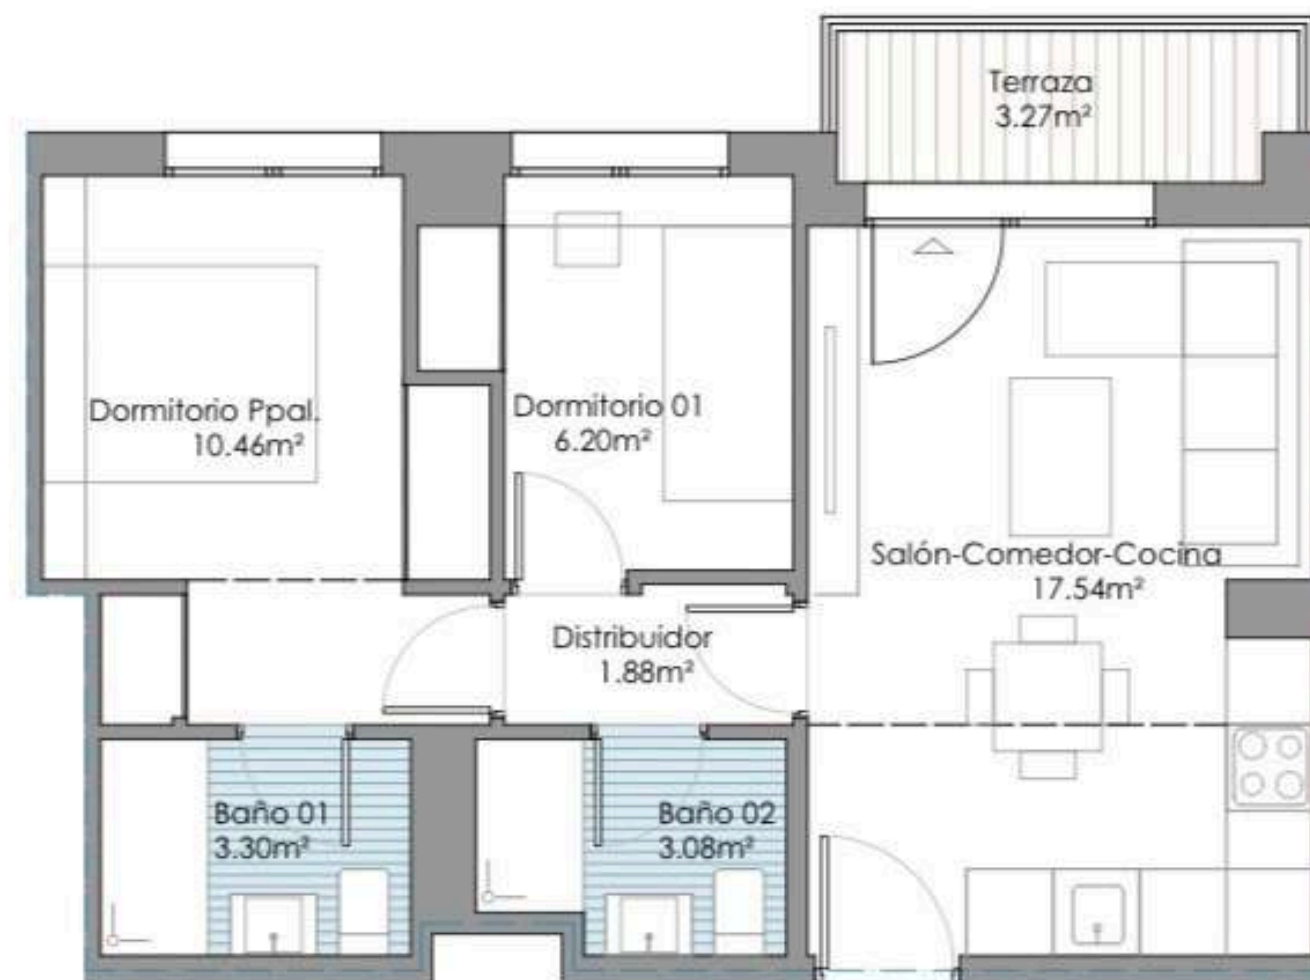 Terraza
3.27m²
Dormitorio Ppal.
10.46m²
Dormitorio 01
6.20m²
Salón-Comedor-Cocina
17.54m²
Distribuidor
1.88m²
Baño 01
3.30m²
Baño 02
3.08m²